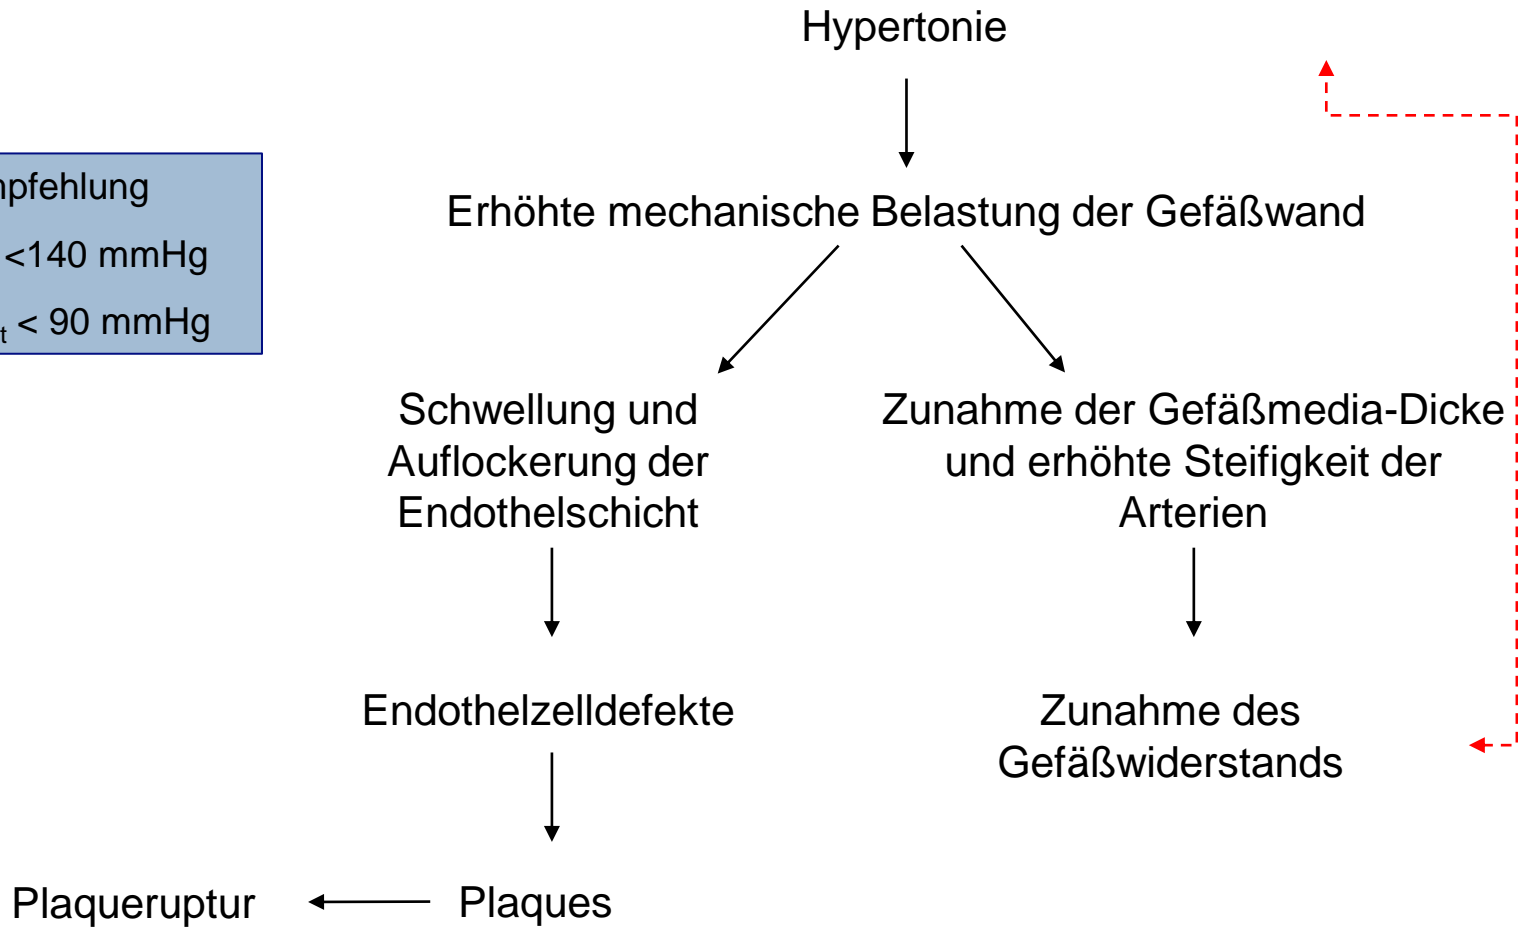 Hypertonie
mpfehlung
<140 mmHg
t < 90 mmHg
Erhöhte mechanische Belastung der Gefäßwand
Schwellung und
Auflockerung der
Endothelschicht
Zunahme der Gefäßmedia-Dicke
und erhöhte Steifigkeit der
Arterien
Endothelzelldefekte
Zunahme des
Gefäßwiderstands
Plaqueruptur
Plaques